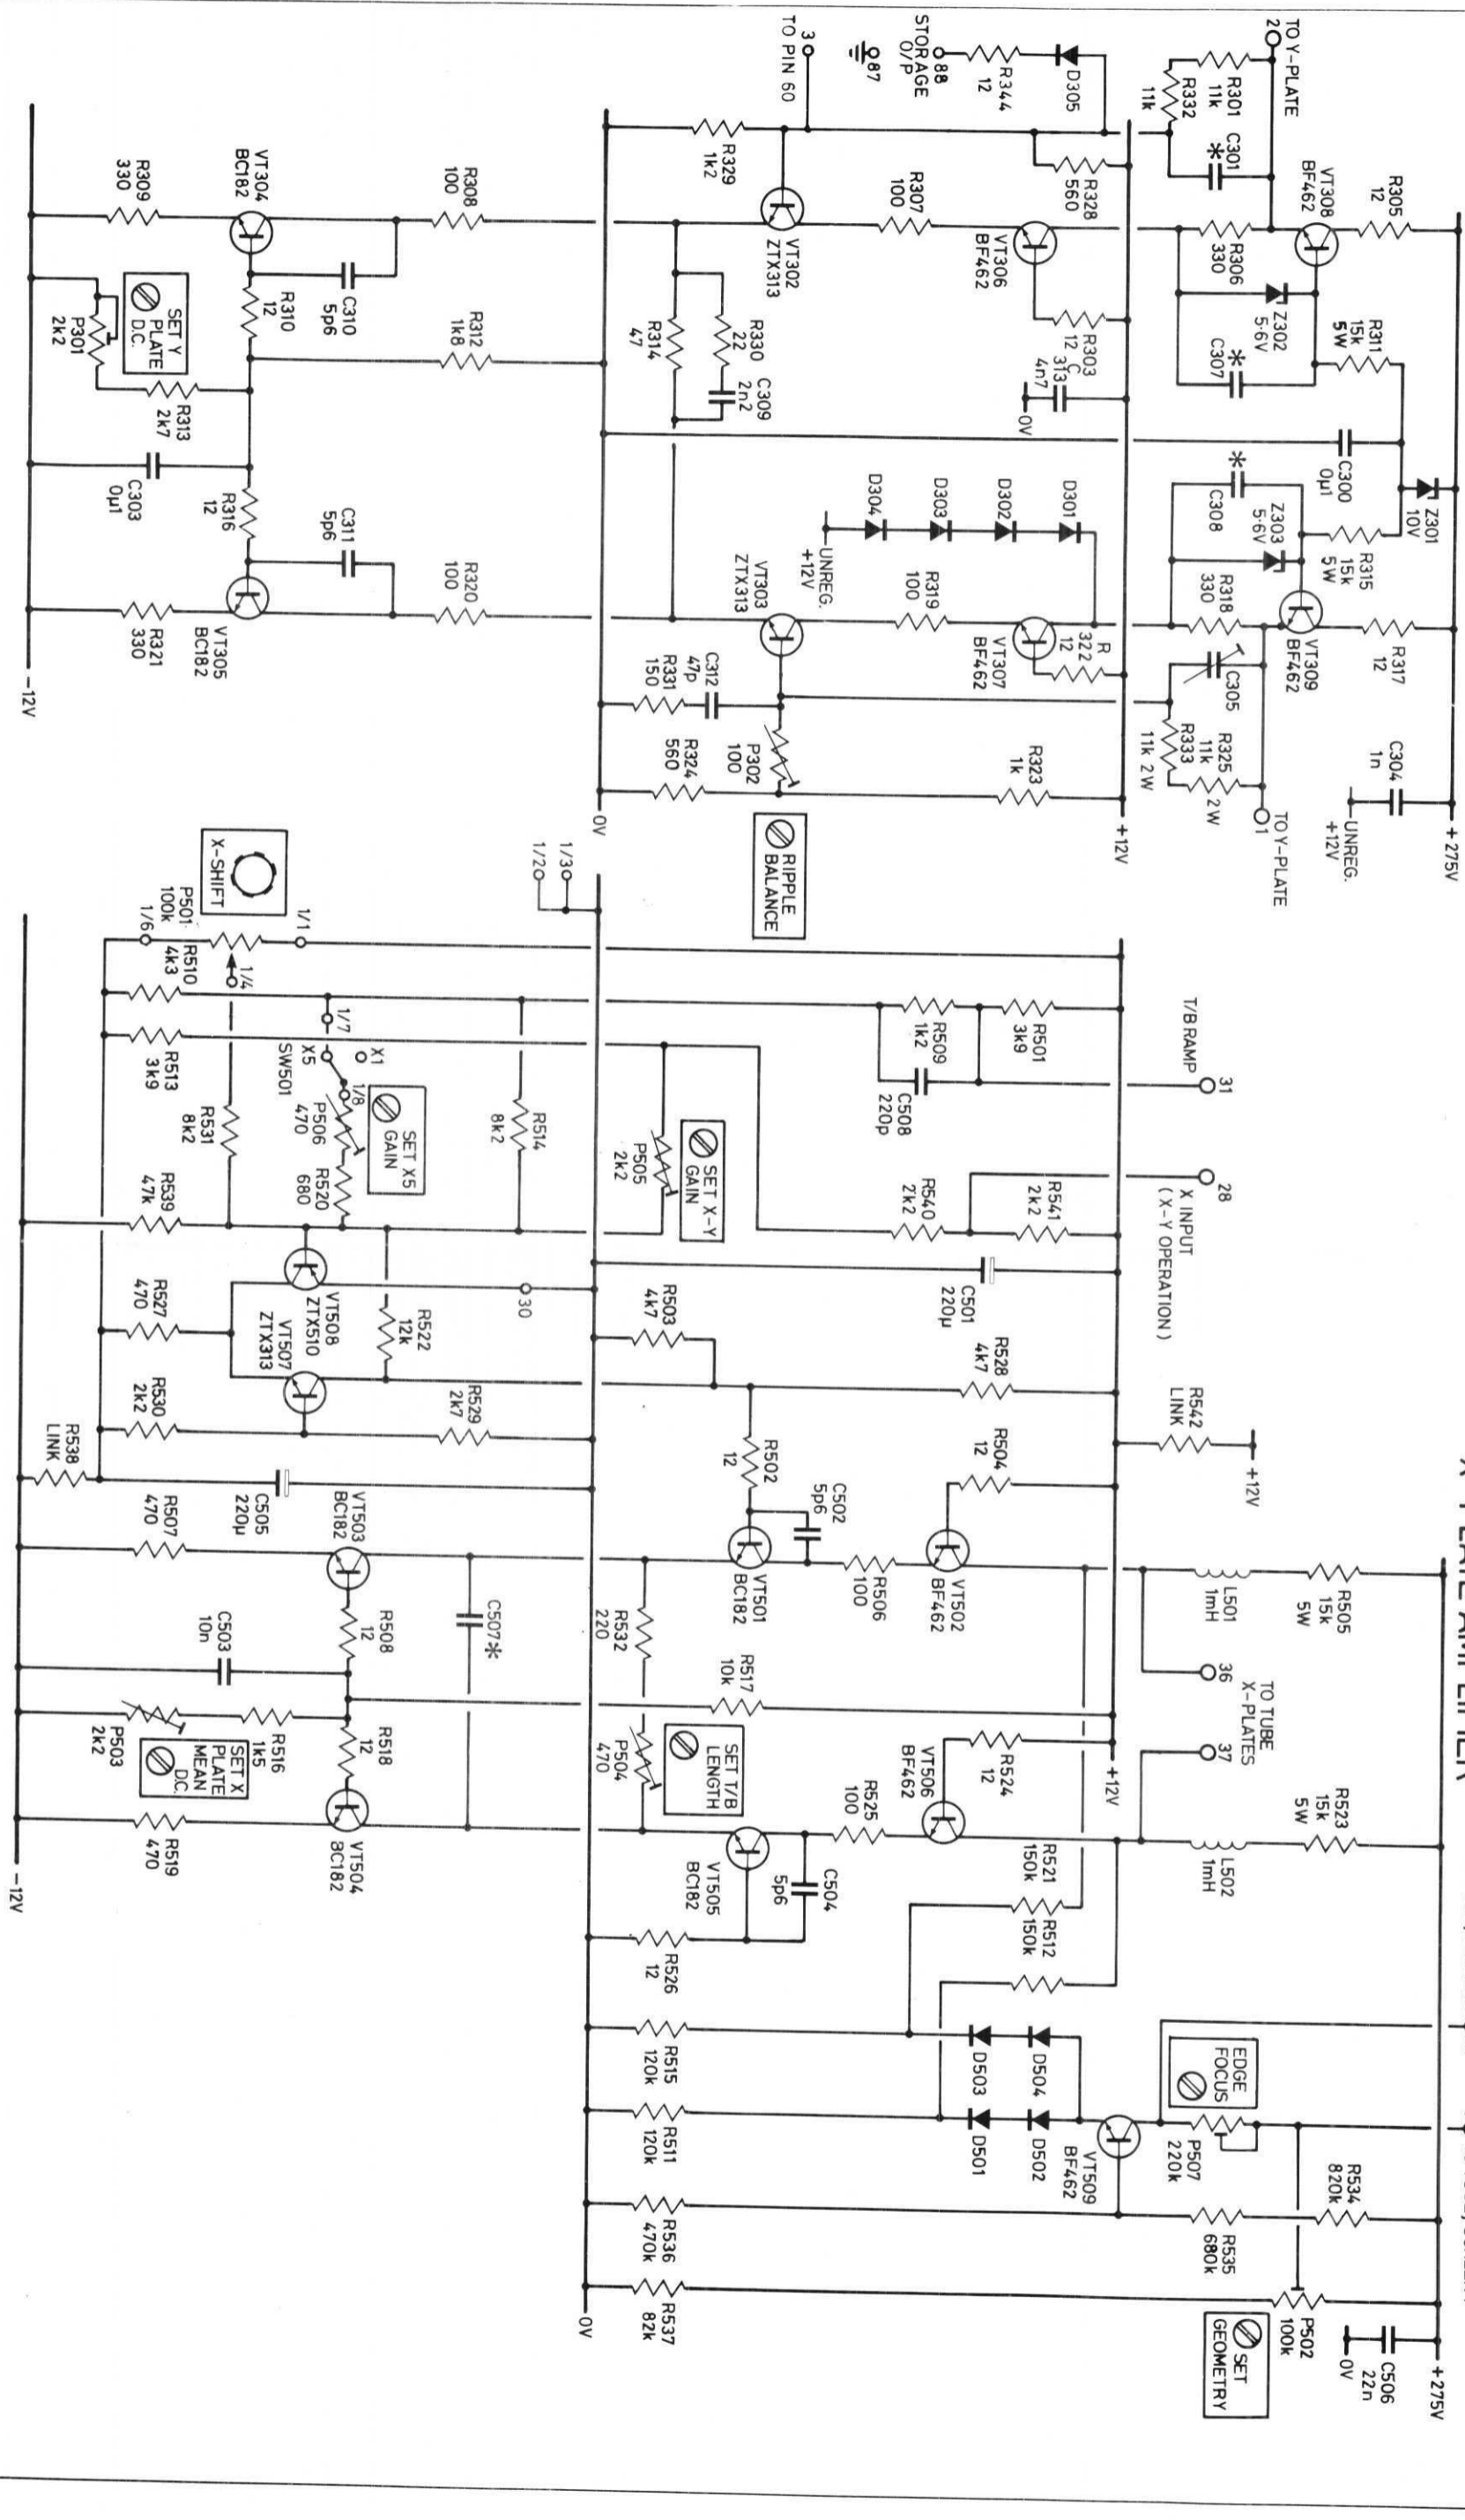 TO Y-PLATE
2
R301
11k
R332
11k
C301
*
VT308
BF462
R305
12
R306
330
Z302
5·6V
R311
15k
5W
C307
*
C300
0µ1
Z301
10V
*
C308
Z303
5·6V
R315
15k
5W
R318
330
VT309
BF462
R317
12
C305
R325
11k
2W
R333
11k 2W
TO Y-PLATE
1
C304
1n
UNREG.
+12V
+275V
D305
R344
12
88
STORAGE
O/P
87
3
TO PIN 60
R328
560
VT306
BF462
R307
100
R303
12
C
313
4n7
0V
D301
D302
D303
D304
UNREG.
+12V
R
322
12
VT307
BF462
R319
100
R323
1k
+12V
R329
1k2
VT302
ZTX313
R330
22
C309
2n2
R314
47
VT303
ZTX313
C312
47p
R331
150
P302
100
R324
560
RIPPLE
BALANCE
0V
R308
100
R312
1k8
R320
100
VT304
BC182
R309
330
C310
5p6
R310
12
SET Y
PLATE
D.C.
P301
2k2
R313
2k7
C303
0µ1
R316
12
C311
5p6
VT305
BC182
R321
330
-12V
X-PLATE AMPLIFIER
T/B RAMP
31
R501
3k9
R509
1k2
C508
220p
28
X INPUT
(X-Y OPERATION)
R541
2k2
R540
2k2
SET X-Y
GAIN
P505
2k2
C501
220µ
R503
4k7
R528
4k7
R542
LINK
+12V
R504
12
C502
5p6
R502
12
VT501
BC182
R506
100
VT502
BF462
L501
1mH
R505
15k
5W
36
TO TUBE
X-PLATES
37
R517
10k
R532
220
SET T/B
LENGTH
P504
470
R524
12
VT506
BF462
+12V
R525
100
L502
1mH
R523
15k
5W
R521
150k
R512
150k
C504
5p6
VT505
BC182
R526
12
R515
120k
R511
120k
R536
470k
R537
82k
D503
D504
D501
D502
VT509
BF462
EDGE
FOCUS
P507
220k
R534
820k
R535
680k
P502
100k
SET
GEOMETRY
C506
22n
0V
+275V
0V
1/3
1/2
X-SHIFT
P501
100k
1/6
1/1
1/4
R510
4k3
R513
3k9
R531
8k2
1/7
X5
X1
SW501
1/8
P506
470
SET X5
GAIN
R520
680
R514
8k2
R539
47k
30
VT508
ZTX510
VT507
ZTX313
R522
12k
R527
470
R530
2k2
R529
2k7
R538
LINK
C505
220µ
VT503
BC182
R507
470
C507*
R508
12
C503
10n
P503
2k2
R516
1k5
SET X
PLATE
MEAN
D.C.
R518
12
VT504
BC182
R519
470
-12V